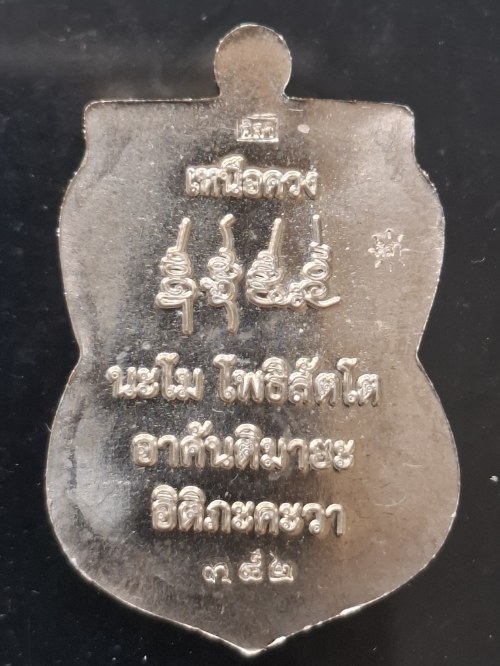 เหนือดวง
นะโม โพธิสัตโต
อาคันติมายะ
อิติภะคะวา
๓๕๒